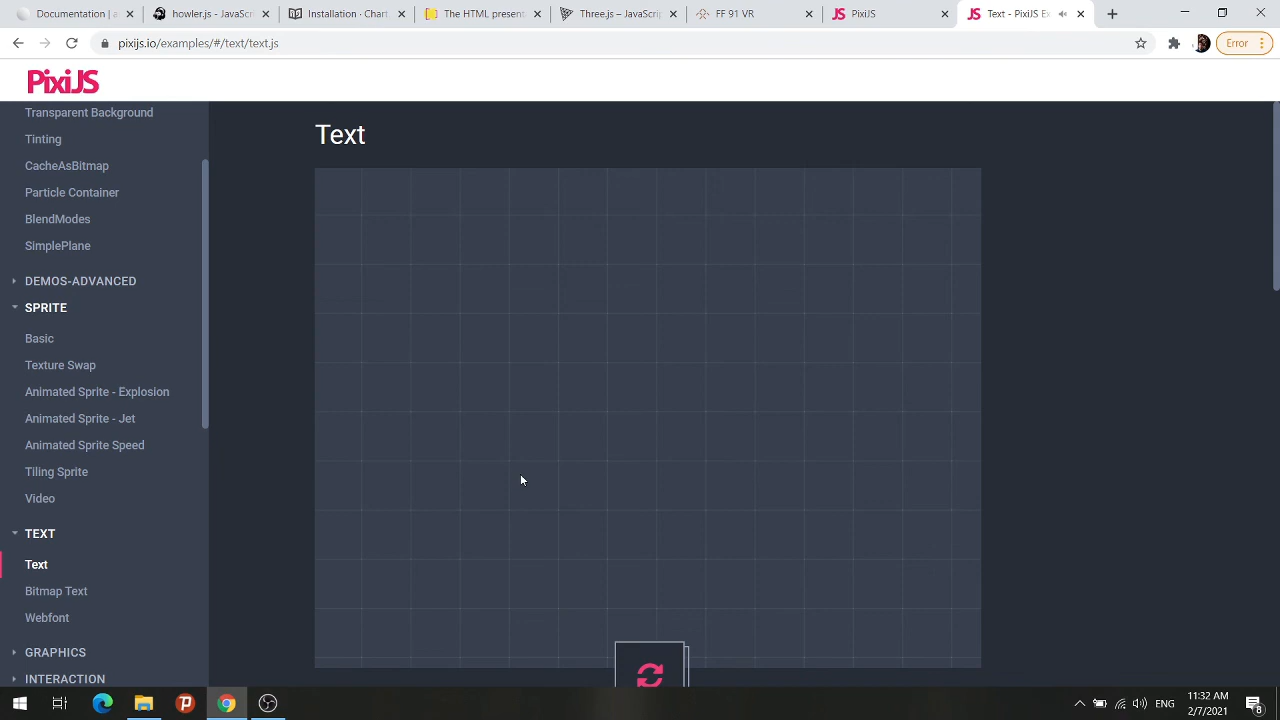 Documentation | e
howler.js - JavaScri
Installation - Chart
The HTML present
Three.js – JavaScrip
FF 91 VR
PixiJS
Text - PixiJS Ex
pixijs.io/examples/#/text/text.js
Error
PixiJS
Transparent Background
Tinting
CacheAsBitmap
Particle Container
BlendModes
SimplePlane
DEMOS-ADVANCED
SPRITE
Basic
Texture Swap
Animated Sprite - Explosion
Animated Sprite - Jet
Animated Sprite Speed
Tiling Sprite
Video
TEXT
Text
Bitmap Text
Webfont
GRAPHICS
INTERACTION
Text
ENG
11:32 AM
2/7/2021
8